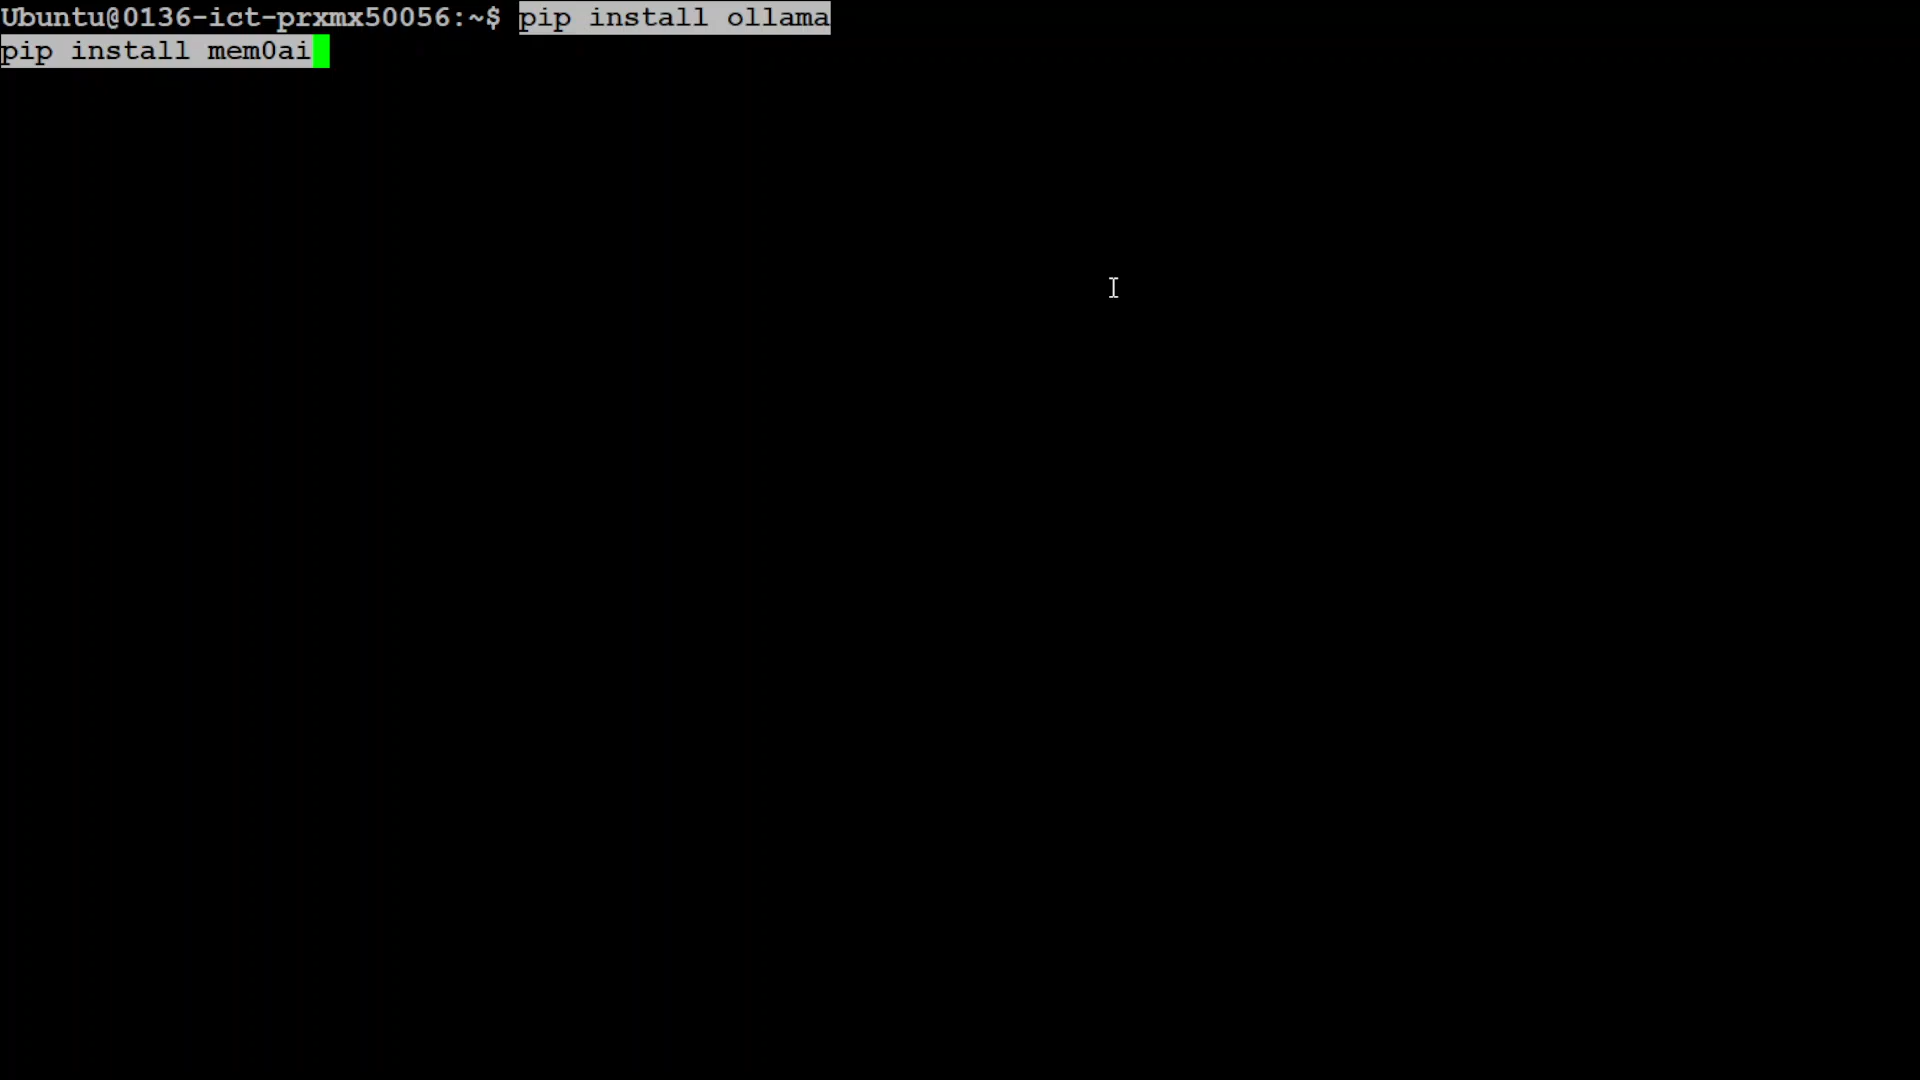 Ubuntu@0136-ict-prxmx50056:~$ pip install ollama
pip install mem0ai